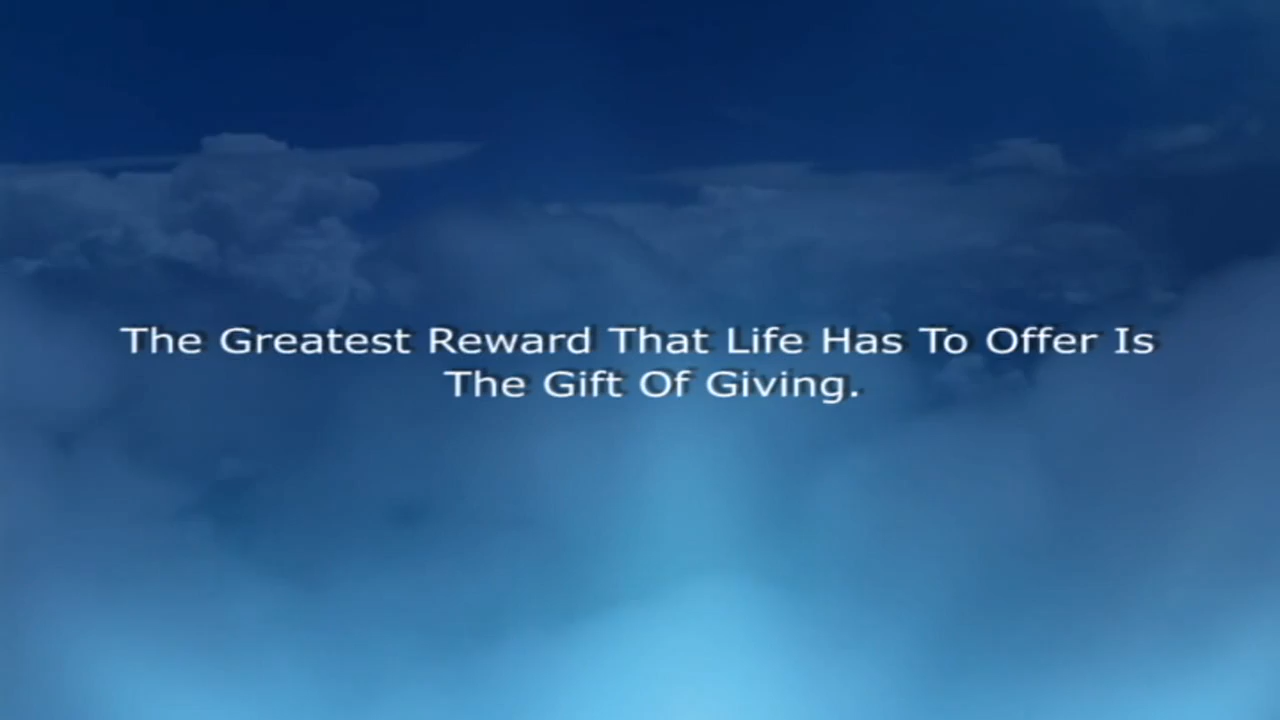 The Greatest Reward That Life Has To Offer Is
The Gift Of Giving.